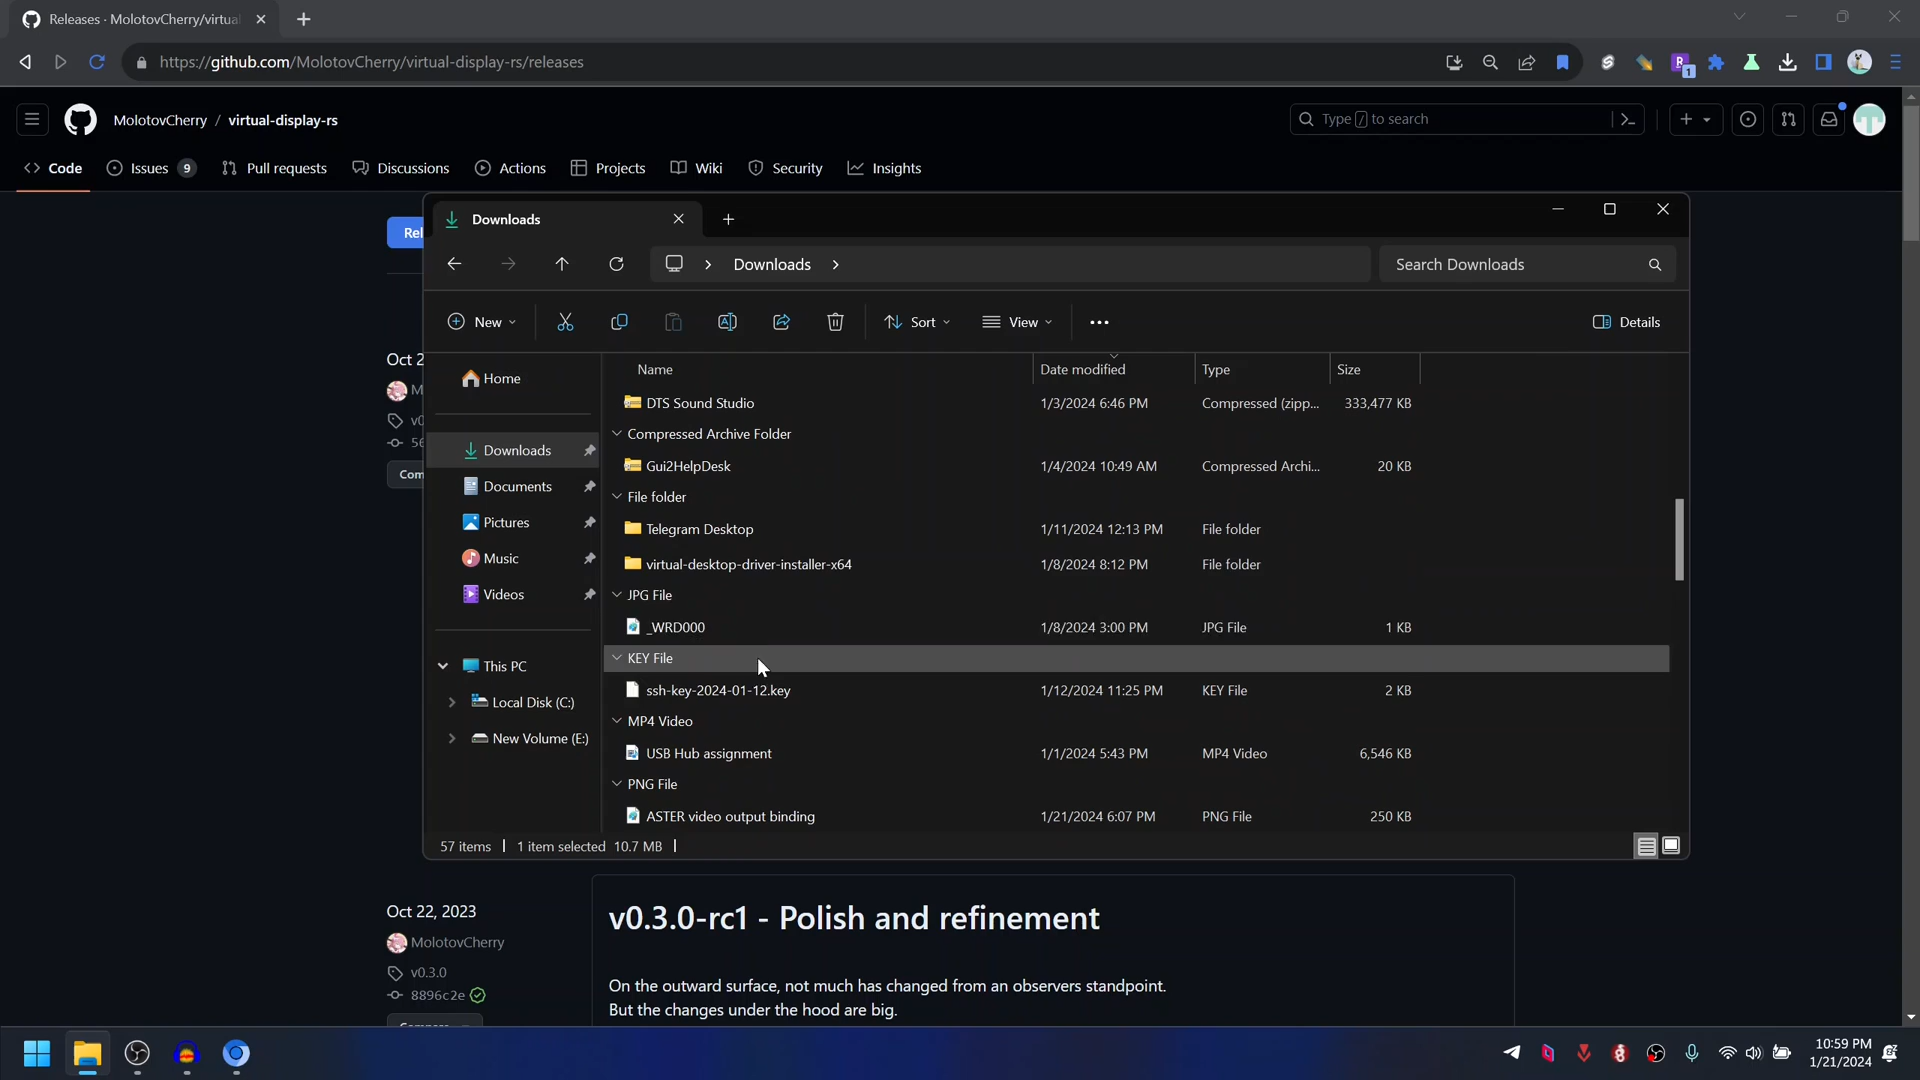 Releases · MolotovCherry/virtual
https://github.com/MolotovCherry/virtual-display-rs/releases
1
MolotovCherry / virtual-display-rs
Type / to search
Code
Issues 9
Pull requests
Discussions
Actions
Projects
Wiki
Security
Insights
Rel
Downloads
Downloads
Search Downloads
New
Sort
View
Details
Oct 2
M
v0
56
Com
Home
Downloads
Documents
Pictures
Music
Videos
This PC
Local Disk (C:)
New Volume (E:)
Name Date modified Type Size
DTS Sound Studio 1/3/2024 6:46 PM Compressed (zipp... 333,477 KB
Compressed Archive Folder
Gui2HelpDesk 1/4/2024 10:49 AM Compressed Archi... 20 KB
File folder
Telegram Desktop 1/11/2024 12:13 PM File folder
virtual-desktop-driver-installer-x64 1/8/2024 8:12 PM File folder
JPG File
_WRD000 1/8/2024 3:00 PM JPG File 1 KB
KEY File
ssh-key-2024-01-12.key 1/12/2024 11:25 PM KEY File 2 KB
MP4 Video
USB Hub assignment 1/1/2024 5:43 PM MP4 Video 6,546 KB
PNG File
ASTER video output binding 1/21/2024 6:07 PM PNG File 250 KB
57 items 1 item selected 10.7 MB
Oct 22, 2023
MolotovCherry
v0.3.0
8896c2e
v0.3.0-rc1 - Polish and refinement
On the outward surface, not much has changed from an observers standpoint.
But the changes under the hood are big.
10:59 PM
1/21/2024